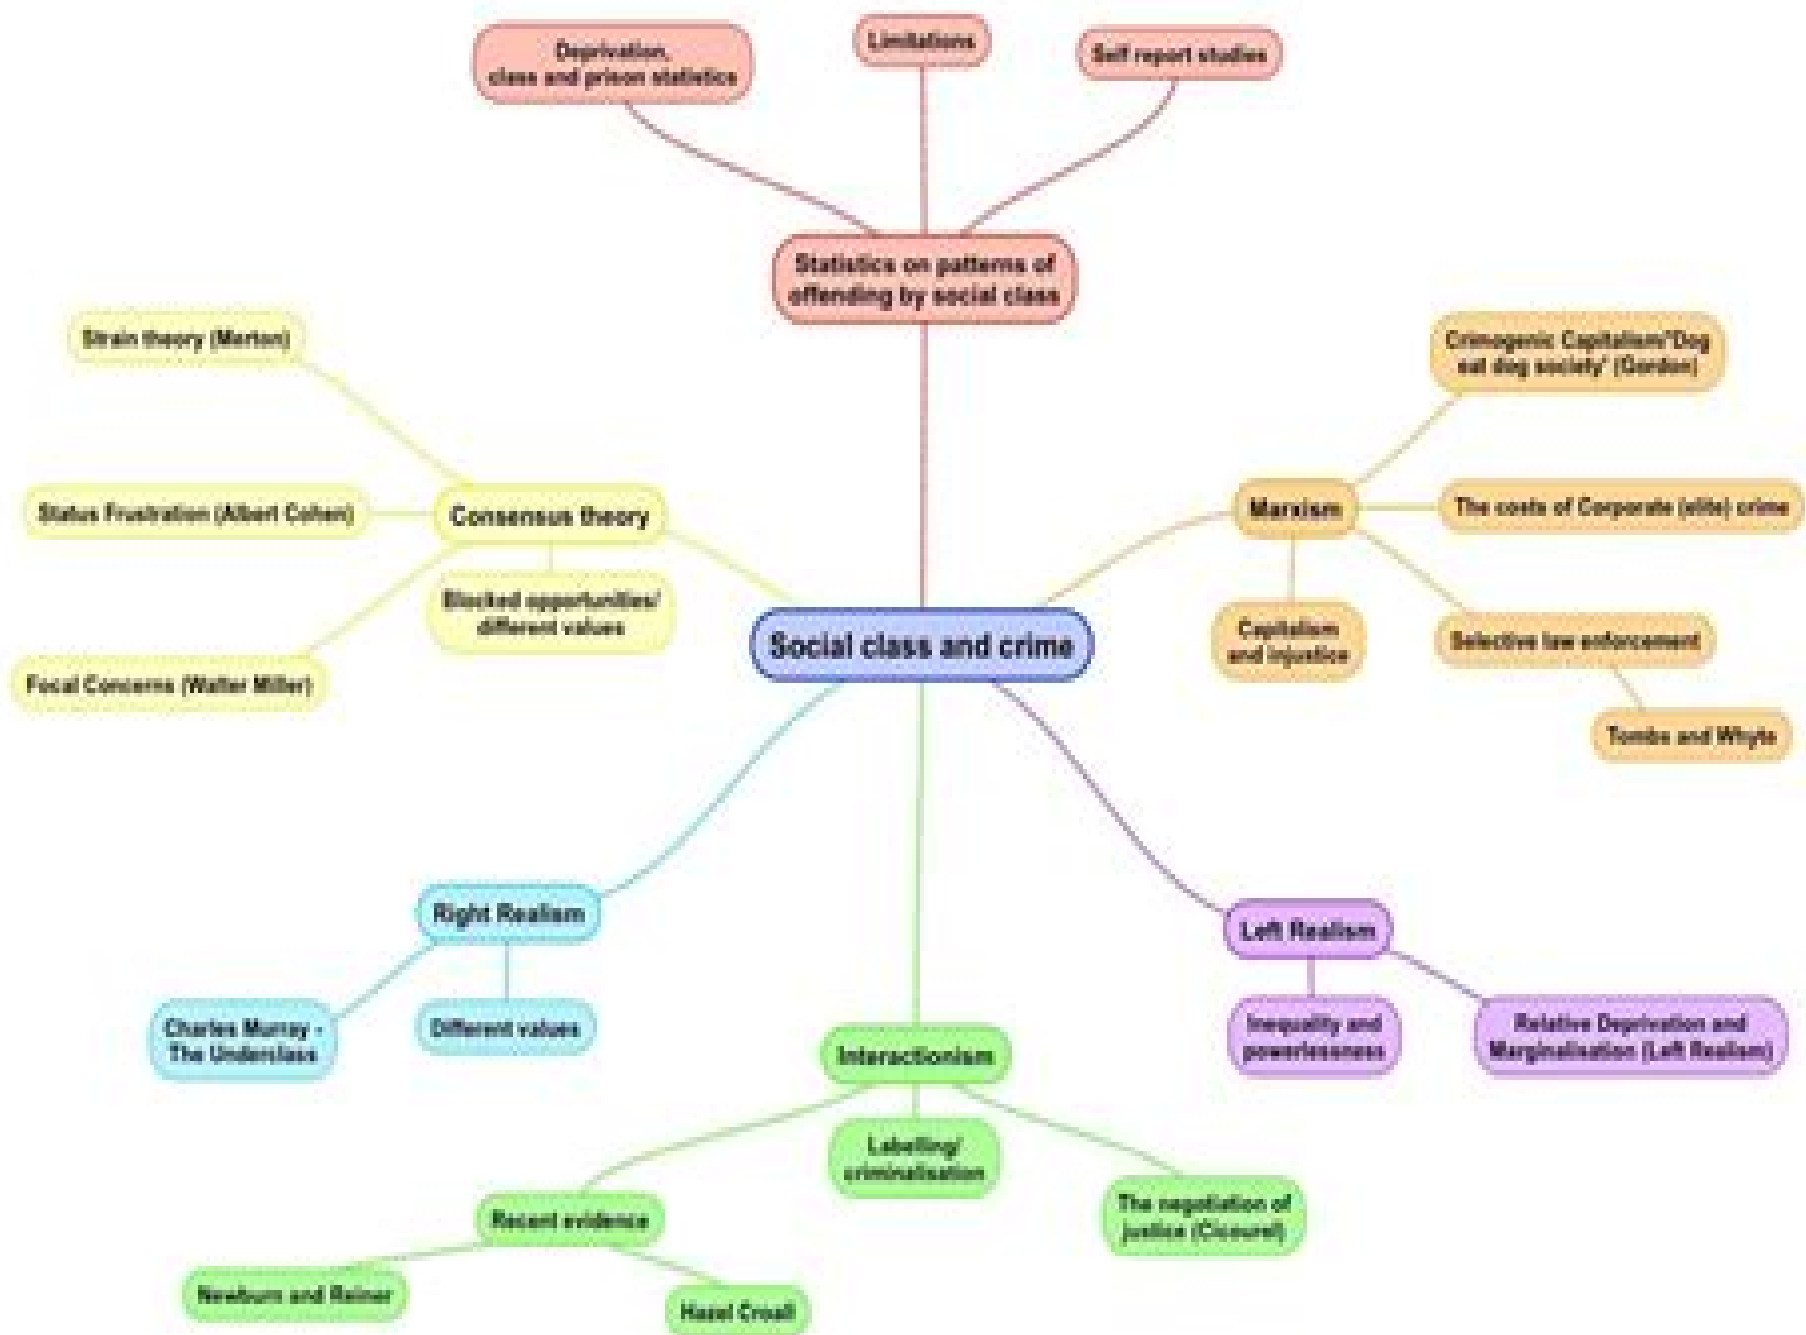 Deprivation,
class and prison statistics
Limitations
Self report studies
Statistics on patterns of
offending by social class
Strain theory (Merton)
Status Frustration (Albert Cohen)
Consensus theory
Blocked opportunities/
different values
Focal Concerns (Walter Miller)
Crimogenic Capitalism/'Dog
eat dog society' (Gordon)
Marxism
The costs of Corporate (elite) crime
Capitalism
and injustice
Selective law enforcement
Tombs and Whyte
Social class and crime
Right Realism
Charles Murray -
The Underclass
Different values
Left Realism
Inequality and
powerlessness
Relative Deprivation and
Marginalisation (Left Realism)
Interactionism
Labelling/
criminalisation
The negotiation of
justice (Cicourel)
Recent evidence
Newburn and Reiner
Hazel Croall